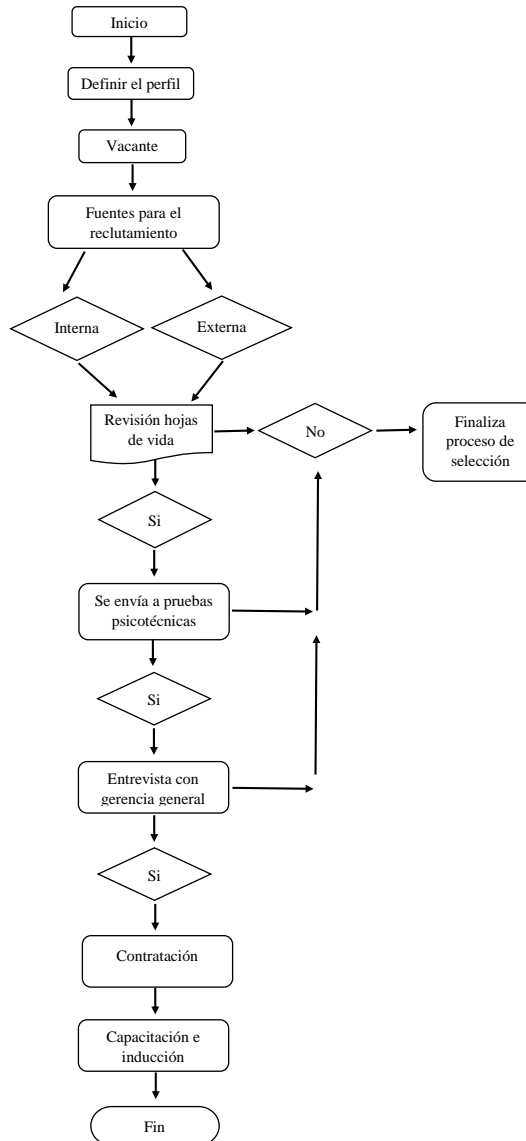 Inicio
Definir el perfil
Vacante
Fuentes para el
reclutamiento
Interna
Externa
Revisión hojas
de vida
No
Finaliza
proceso de
selección
Si
Se envía a pruebas
psicotécnicas
Si
Entrevista con
gerencia general
Si
Contratación
Capacitación e
inducción
Fin